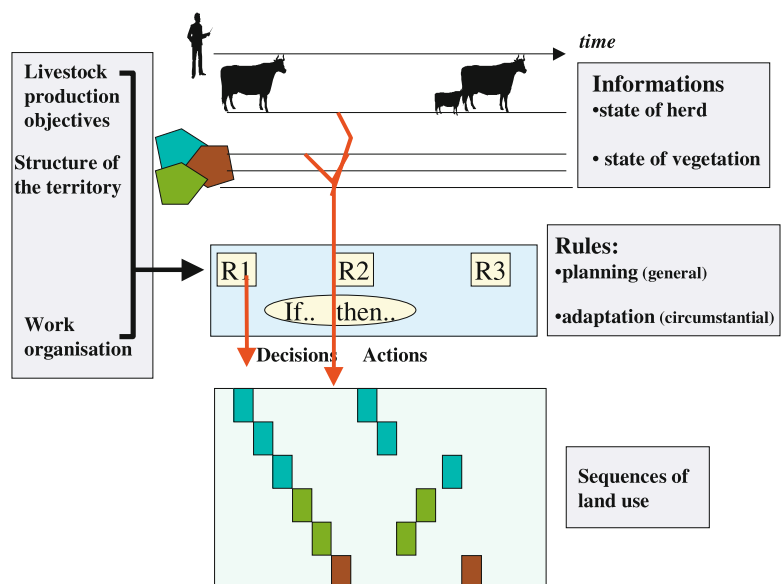 time
Livestock
production
objectives
Structure of
the territory
Work
organisation
Informations
•state of herd
• state of vegetation
R1
R2
R3
If.. then..
Rules:
•planning (general)
•adaptation (circumstantial)
Decisions Actions
Sequences of
land use